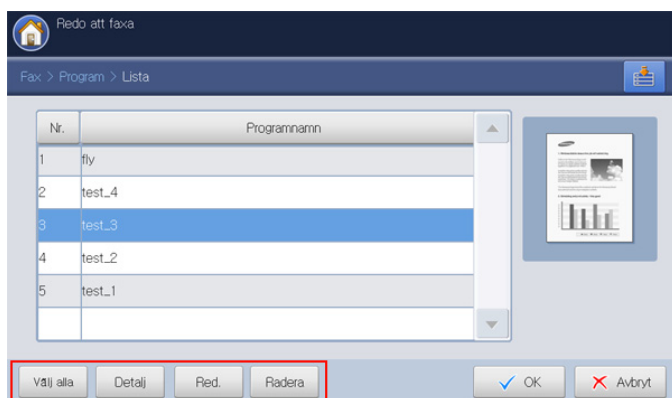 Redo att faxa
Fax > Program > Lista
Nr. Programnamn
1 fly
2 test_4
3 test_3
4 test_2
5 test_1
Välj alla Detalj Red. Radera OK Avbryt